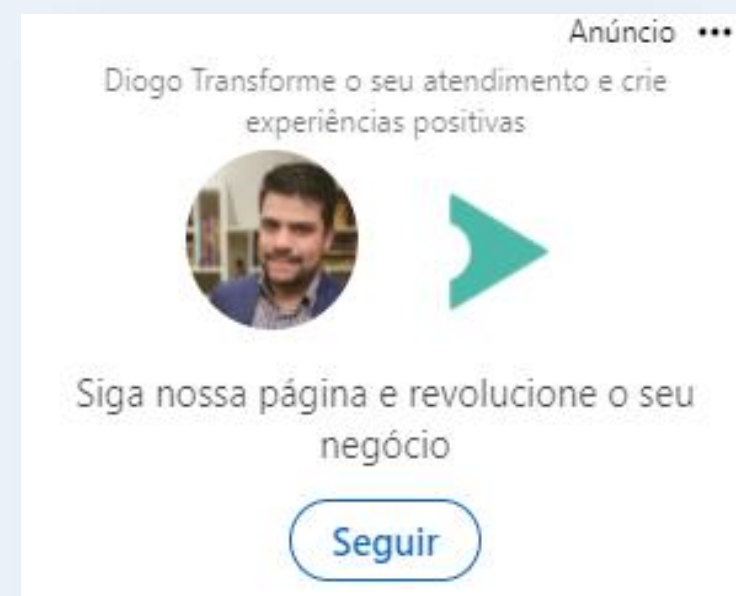 Anúncio •••
Diogo Transforme o seu atendimento e crie
experiências positivas
Siga nossa página e revolucione o seu
negócio
Seguir